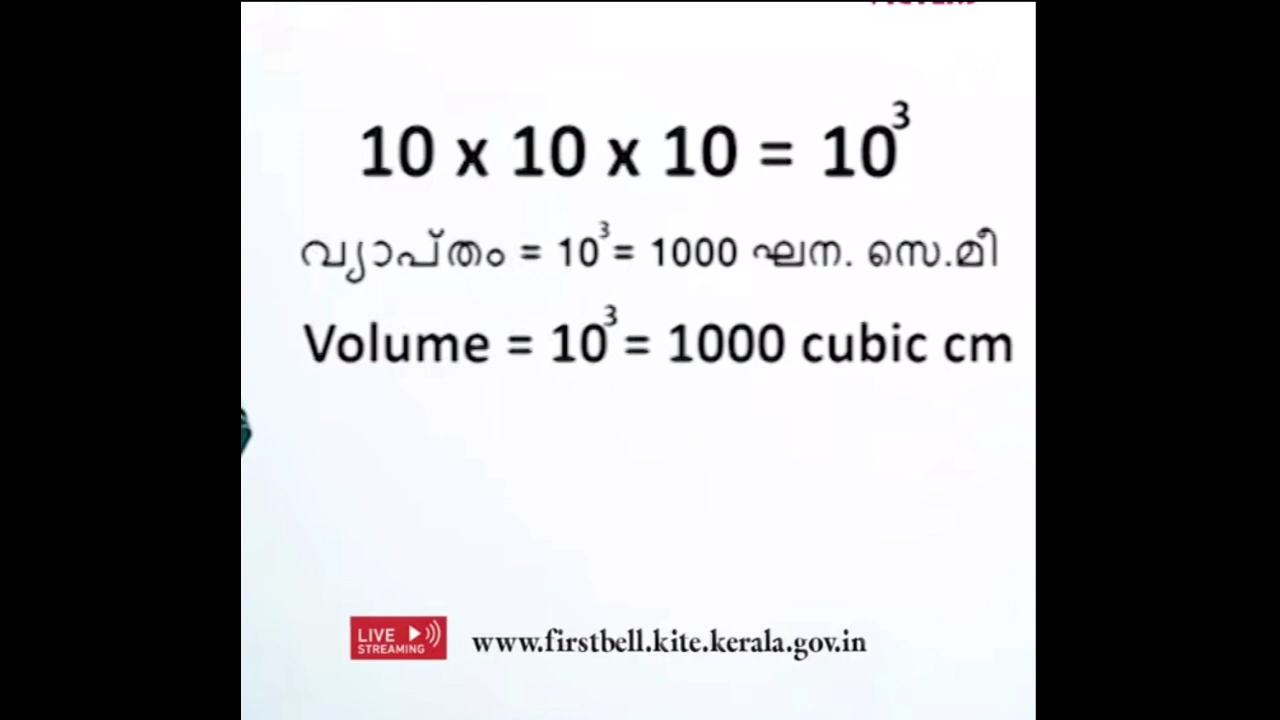 10 x 10 x 10 = 10³
വ്യാപ്തം = 10³= 1000 ഘന. സെ.മീ
Volume = 10³= 1000 cubic cm
LIVE
STREAMING
www.firstbell.kite.kerala.gov.in